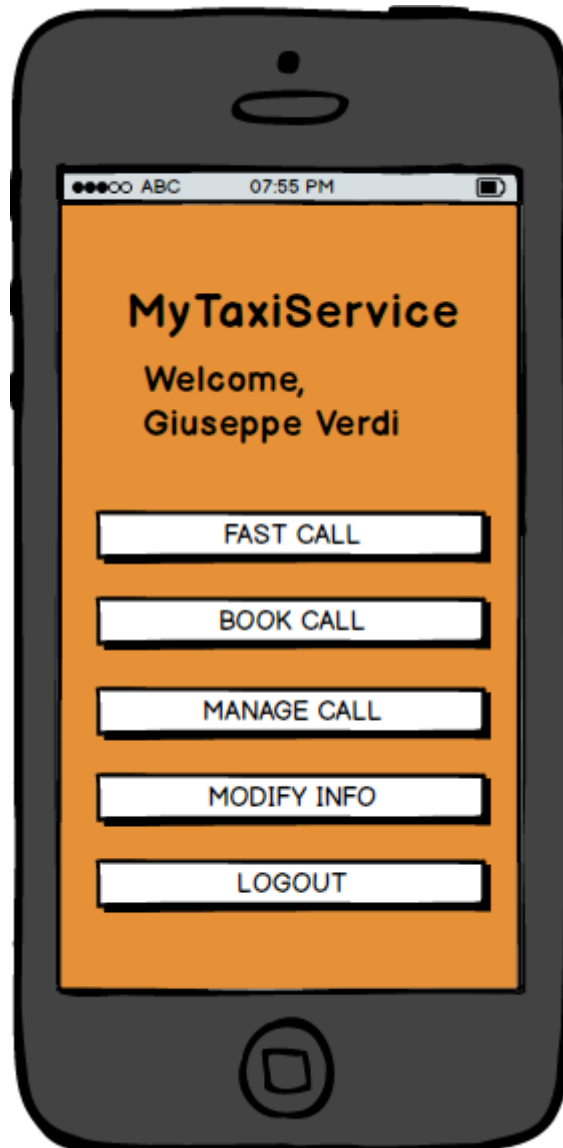 ABC 07:55 PM
MyTaxiService
Welcome,
Giuseppe Verdi
FAST CALL
BOOK CALL
MANAGE CALL
MODIFY INFO
LOGOUT